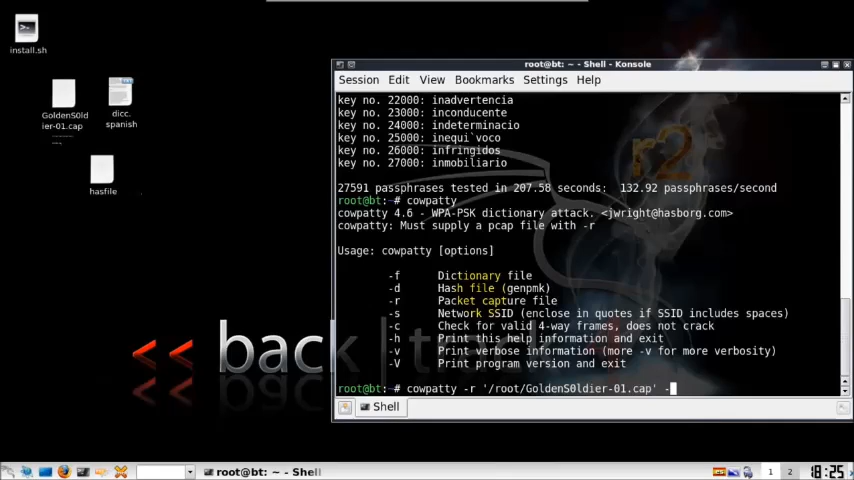 install.sh
GoldenS0ld
ier-01.cap
dicc.
spanish
hasfile
root@bt: ~ - Shell - Konsole
Session Edit View Bookmarks Settings Help
key no. 22000: inadvertencia
key no. 23000: inconducente
key no. 24000: indeterminacio
key no. 25000: inequi`voco
key no. 26000: infringidos
key no. 27000: inmobiliario
27591 passphrases tested in 207.58 seconds:  132.92 passphrases/second
root@bt:~# cowpatty
cowpatty 4.6 - WPA-PSK dictionary attack. <jwright@hasborg.com>
cowpatty: Must supply a pcap file with -r
Usage: cowpatty [options]
-f Dictionary file
-d Hash file (genpmk)
-r Packet capture file
-s Network SSID (enclose in quotes if SSID includes spaces)
-c Check for valid 4-way frames, does not crack
-h Print this help information and exit
-v Print verbose information (more -v for more verbosity)
-V Print program version and exit
root@bt:~# cowpatty -r '/root/GoldenS0ldier-01.cap' -
Shell
<< back | track
r2
root@bt: ~ - Shell
1 2
18:25